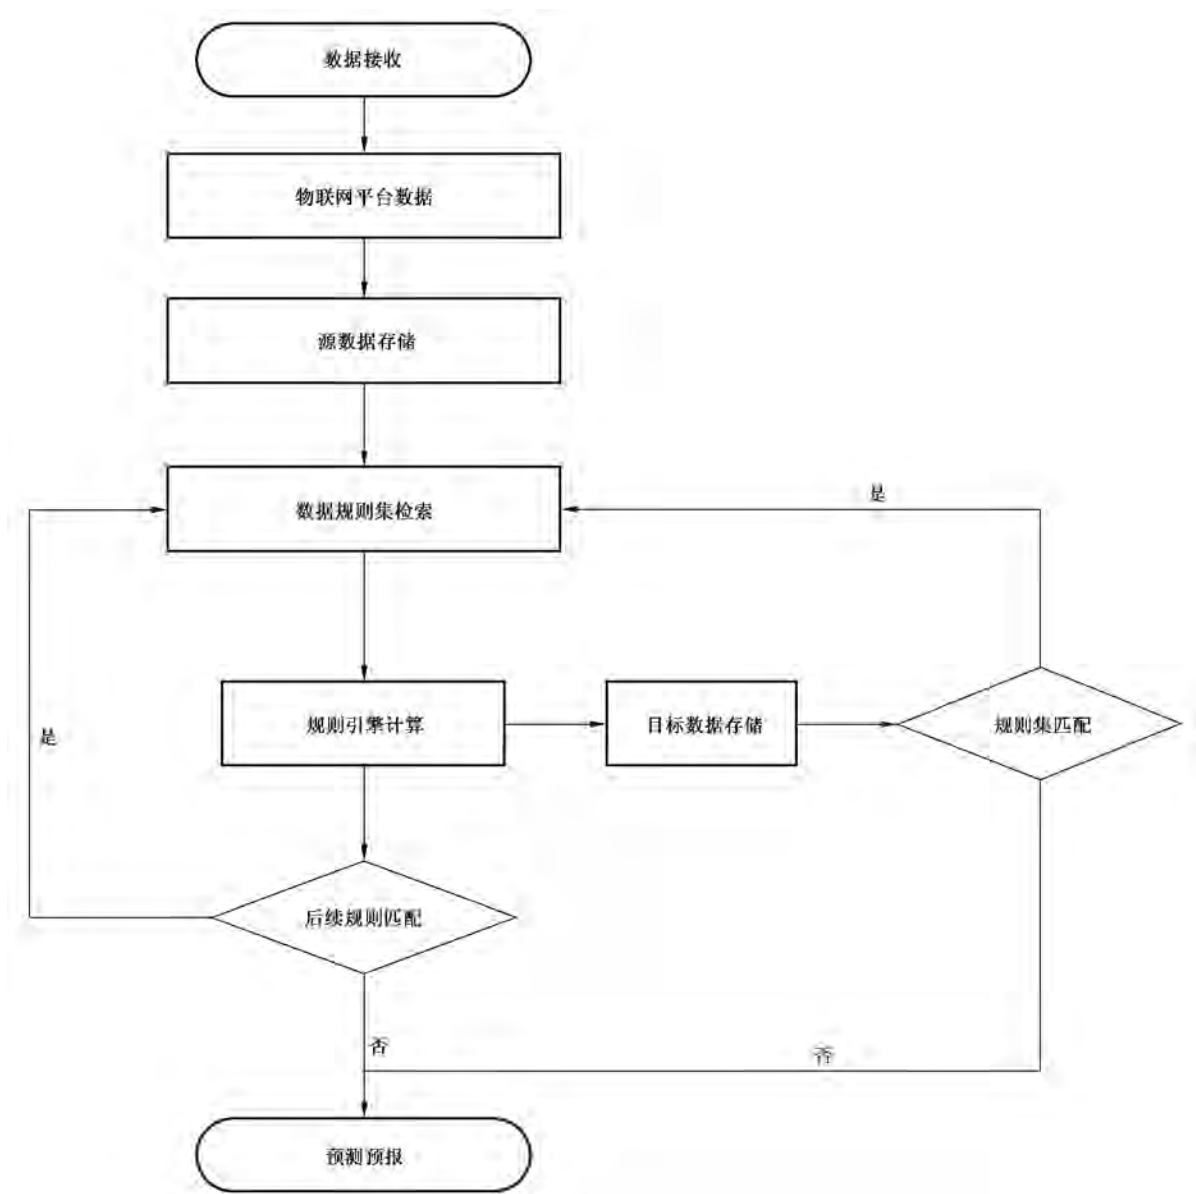 数据接收
物联网平台数据
源数据存储
数据规则集检索
是
规则引擎计算
目标数据存储
规则集匹配
是
后续规则匹配
否
否
预测预报